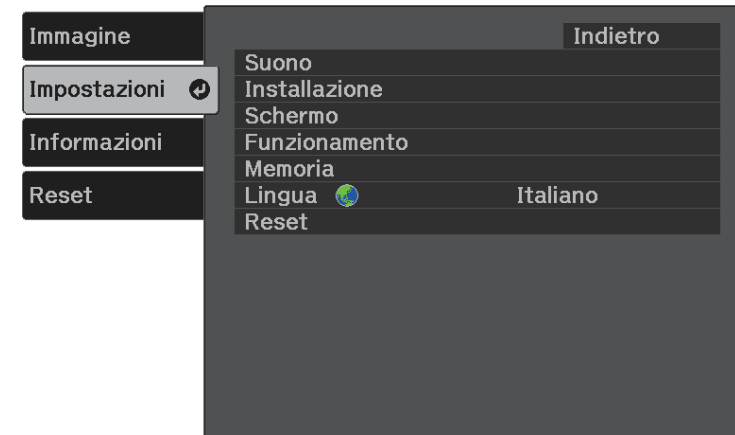 Immagine
Impostazioni
Informazioni
Reset
Indietro
Suono
Installazione
Schermo
Funzionamento
Memoria
Lingua Italiano
Reset